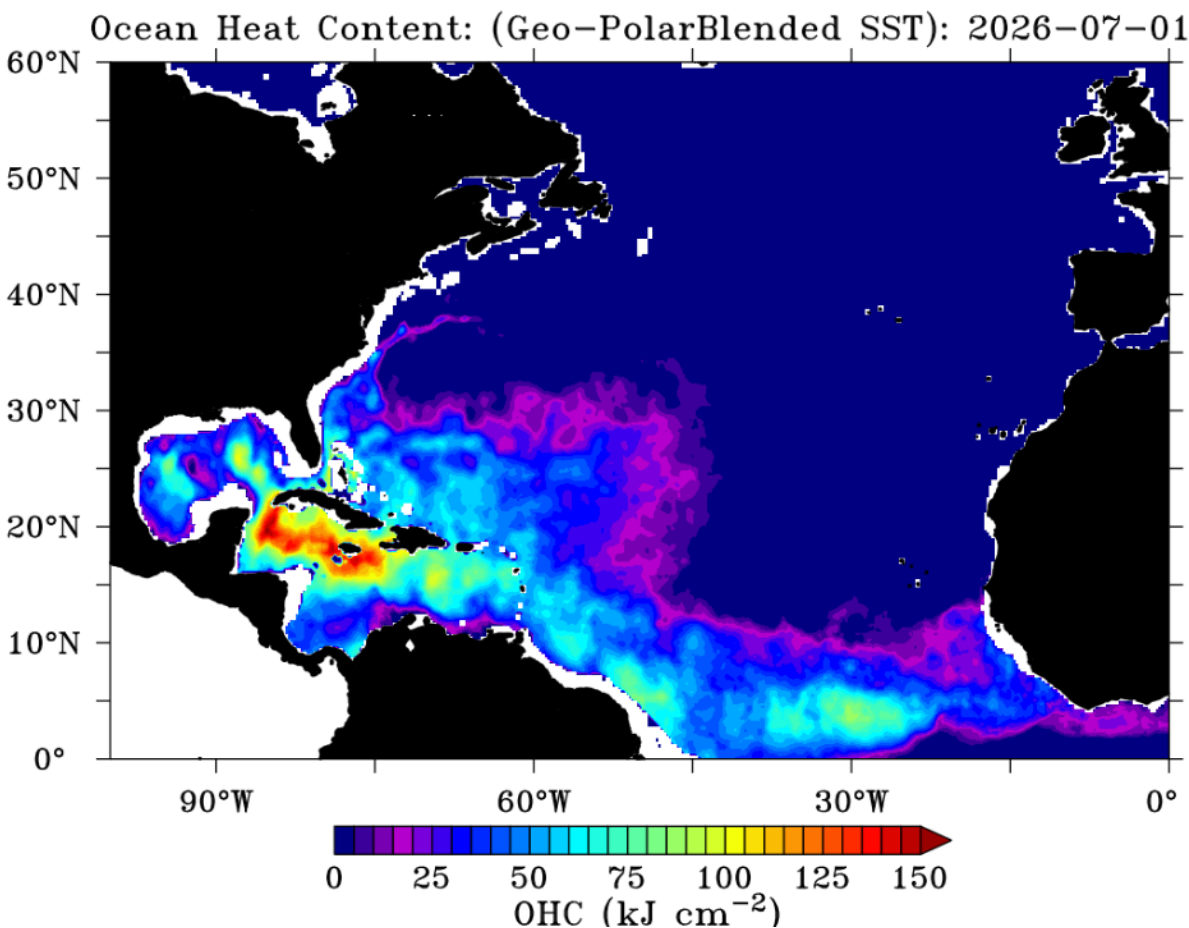 Ocean Heat Content: (Geo-PolarBlended SST): 2026-07-01
60°N
50°N
40°N
30°N
20°N
10°N
0°
90°W 60°W 30°W 0°
0 25 50 75 100 125 150
OHC (kJ cm⁻²)